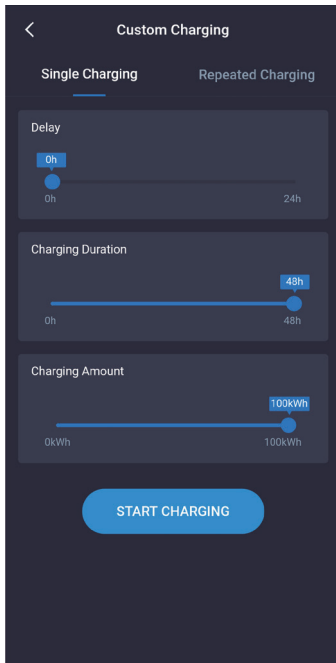 Custom Charging
Single Charging Repeated Charging
Delay
0h
0h 24h
Charging Duration
48h
0h 48h
Charging Amount
100kWh
0kWh 100kWh
START CHARGING